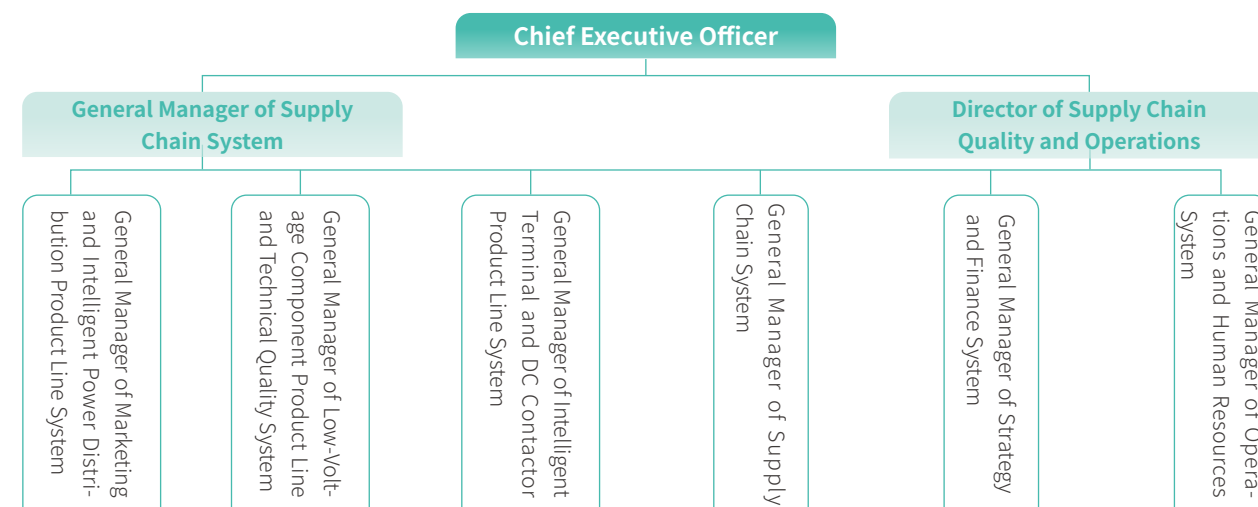 Chief Executive Officer
General Manager of Supply
Chain System
Director of Supply Chain
Quality and Operations
General Manager of Marketing
and Intelligent Power Distri-
bution Product Line System
General Manager of Low-Volt-
age Component Product Line
and Technical Quality System
General Manager of Intelligent
Terminal and DC Contactor
Product Line System
General Manager of Supply
Chain System
General Manager of Strategy
and Finance System
General Manager of Opera-
tions and Human Resources
System